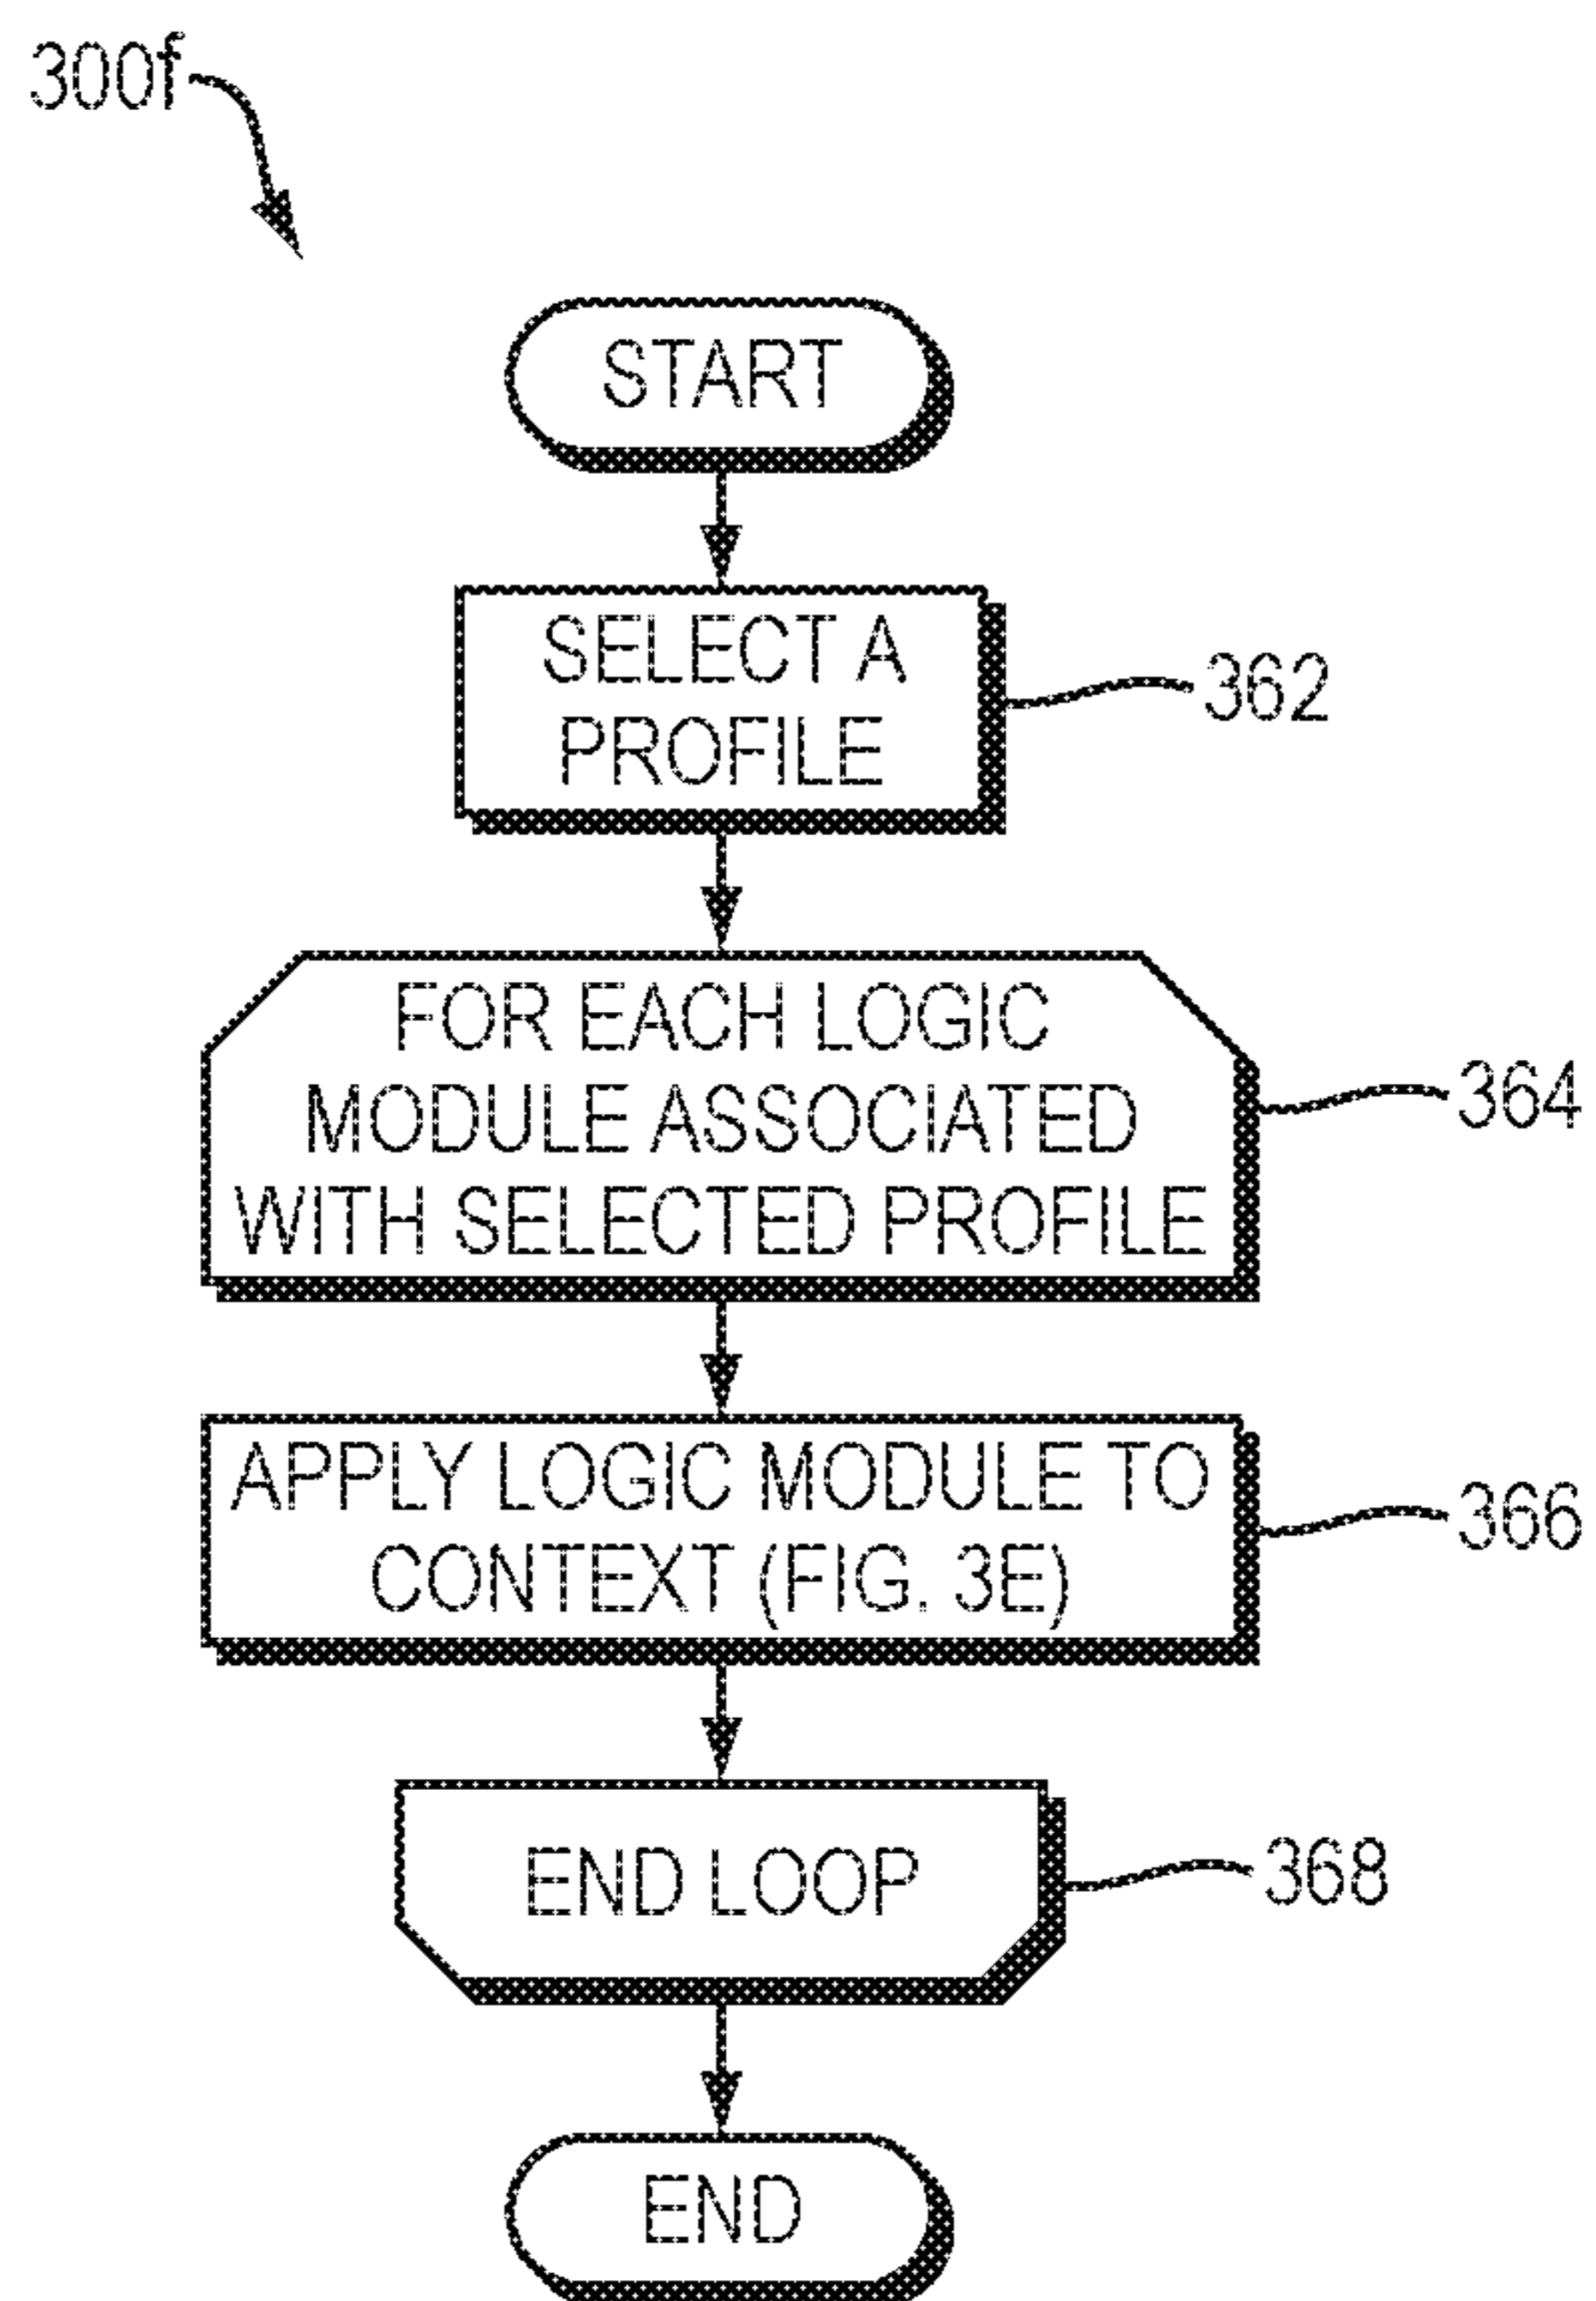 300f
START
SELECT A
PROFILE
362
FOR EACH LOGIC
MODULE ASSOCIATED
WITH SELECTED PROFILE
364
APPLY LOGIC MODULE TO
CONTEXT (FIG. 3E)
366
END LOOP
368
END